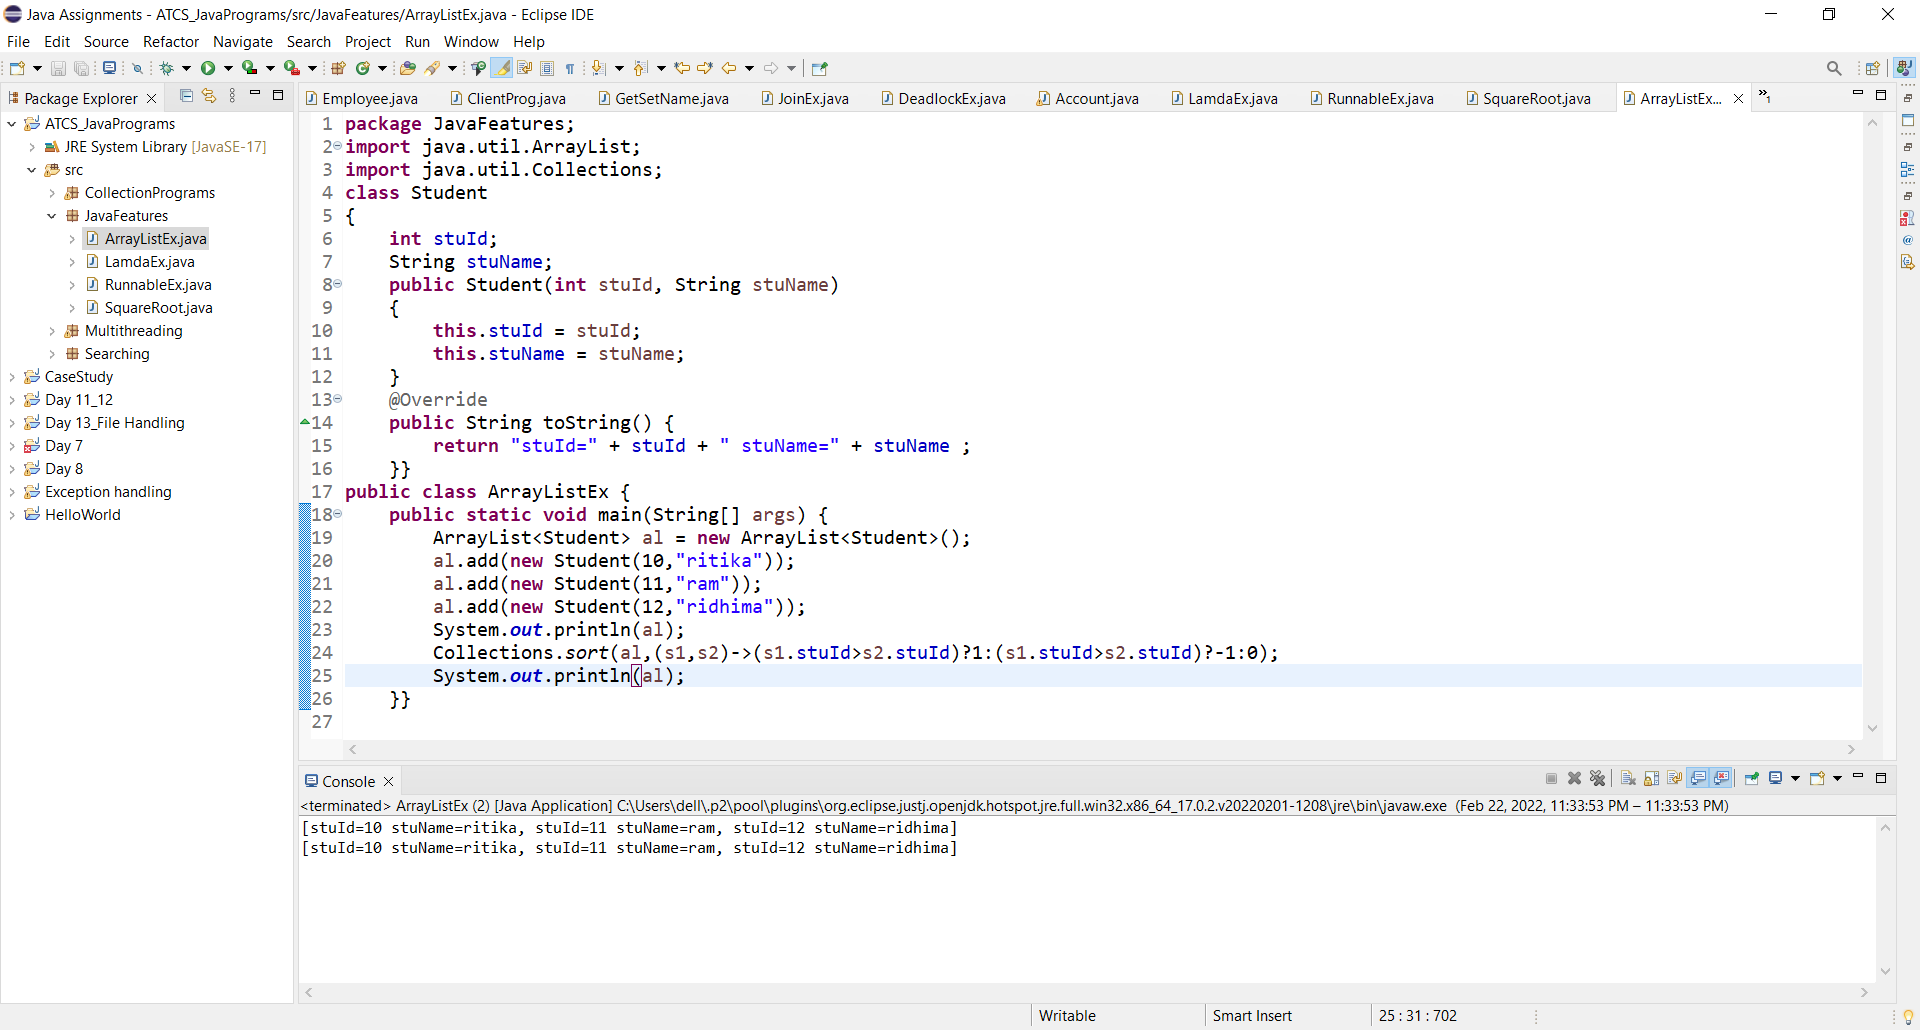 Java Assignments - ATCS_JavaPrograms/src/JavaFeatures/ArrayListEx.java - Eclipse IDE
File Edit Source Refactor Navigate Search Project Run Window Help
Package Explorer
ATCS_JavaPrograms
JRE System Library [JavaSE-17]
src
CollectionPrograms
JavaFeatures
ArrayListEx.java
LamdaEx.java
RunnableEx.java
SquareRoot.java
Multithreading
Searching
CaseStudy
Day 11_12
Day 13_File Handling
Day 7
Day 8
Exception handling
HelloWorld
Employee.java ClientProg.java GetSetName.java JoinEx.java DeadlockEx.java Account.java LamdaEx.java RunnableEx.java SquareRoot.java ArrayListEx... »1
1 package JavaFeatures;
2 import java.util.ArrayList;
3 import java.util.Collections;
4 class Student
5 {
6 int stuId;
7 String stuName;
8 public Student(int stuId, String stuName)
9 {
10 this.stuId = stuId;
11 this.stuName = stuName;
12 }
13 @Override
14 public String toString() {
15 return "stuId=" + stuId + " stuName=" + stuName ;
16 }}
17 public class ArrayListEx {
18 public static void main(String[] args) {
19 ArrayList<Student> al = new ArrayList<Student>();
20 al.add(new Student(10,"ritika"));
21 al.add(new Student(11,"ram"));
22 al.add(new Student(12,"ridhima"));
23 System.out.println(al);
24 Collections.sort(al,(s1,s2)->(s1.stuId>s2.stuId)?1:(s1.stuId>s2.stuId)?-1:0);
25 System.out.println(al);
26 }}
27
Console
<terminated> ArrayListEx (2) [Java Application] C:\Users\dell\.p2\pool\plugins\org.eclipse.justj.openjdk.hotspot.jre.full.win32.x86_64_17.0.2.v20220201-1208\jre\bin\javaw.exe (Feb 22, 2022, 11:33:53 PM – 11:33:53 PM)
[stuId=10 stuName=ritika, stuId=11 stuName=ram, stuId=12 stuName=ridhima]
[stuId=10 stuName=ritika, stuId=11 stuName=ram, stuId=12 stuName=ridhima]
Writable Smart Insert 25 : 31 : 702